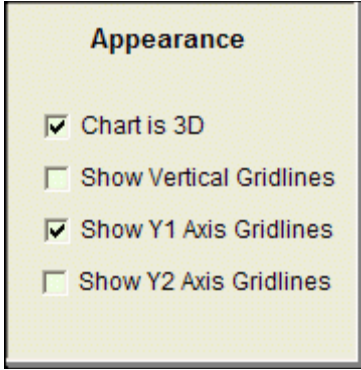 Appearance
Chart is 3D
Show Vertical Gridlines
Show Y1 Axis Gridlines
Show Y2 Axis Gridlines